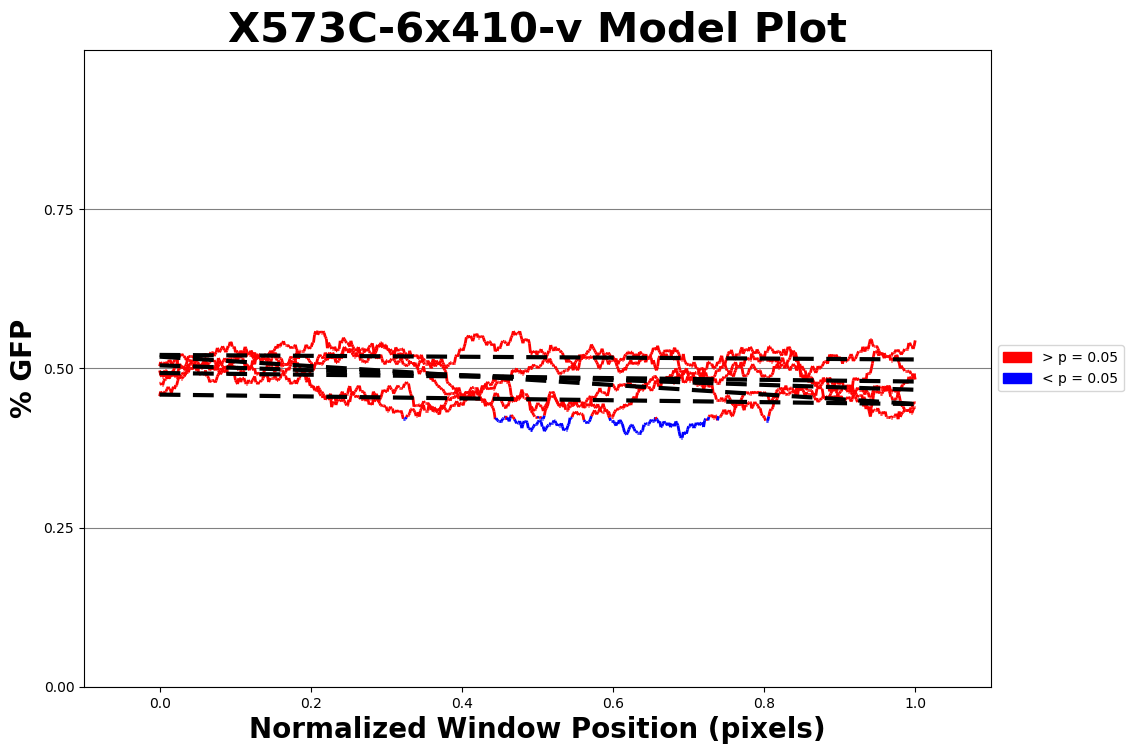 X573C-6x410-v Model Plot
% GFP
0.75
0.50
0.25
0.00
0.0 0.2 0.4 0.6 0.8 1.0
Normalized Window Position (pixels)
> p = 0.05
< p = 0.05